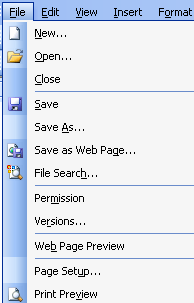 File Edit View Insert Format
New...
Open...
Close
Save
Save As...
Save as Web Page...
File Search...
Permission
Versions...
Web Page Preview
Page Setup...
Print Preview